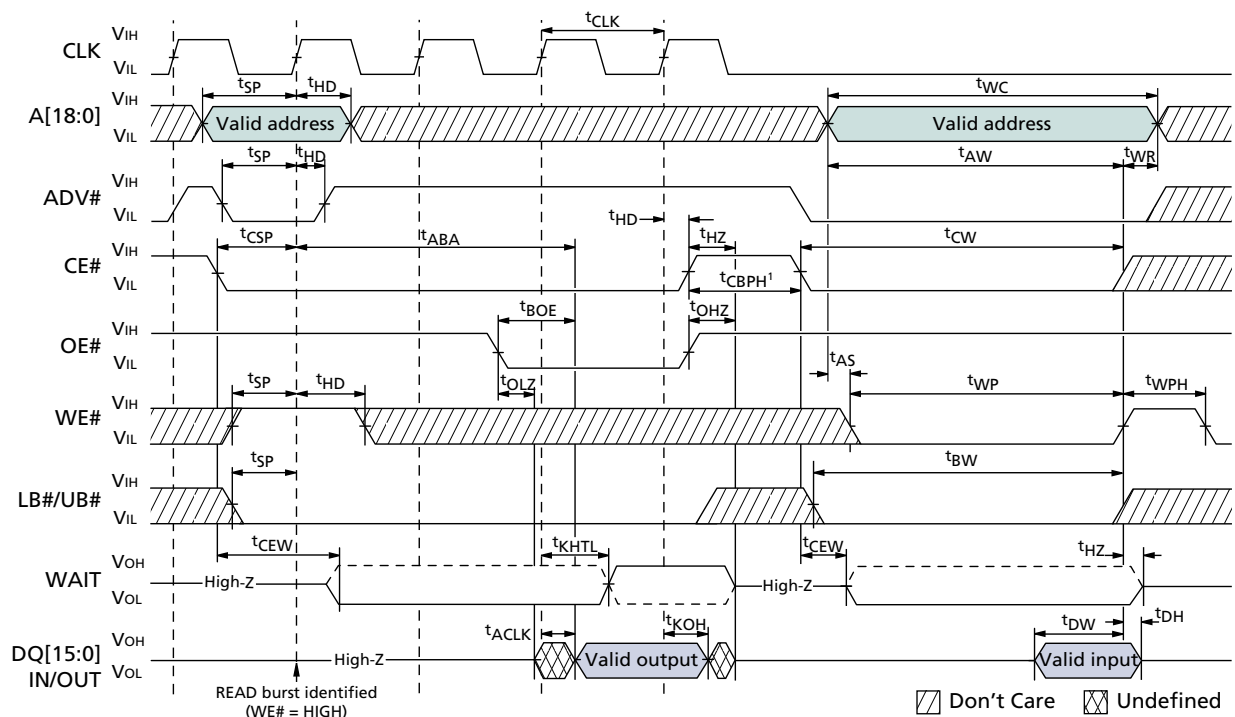 CLK
VIH
VIL
tCLK
A[18:0]
VIH
VIL
tSP
tHD
tWC
Valid address
Valid address
ADV#
VIH
VIL
tSP
tHD
tAW
tWR
CE#
VIH
VIL
tCSP
tABA
tHD
tHZ
tCW
tCBPH1
OE#
VIH
VIL
tBOE
tOHZ
tOLZ
tAS
WE#
VIH
VIL
tSP
tHD
tWP
tWPH
LB#/UB#
VIH
VIL
tSP
tBW
WAIT
VOH
VOL
tCEW
tKHTL
tCEW
tHZ
High-Z
High-Z
DQ[15:0]
IN/OUT
VOH
VOL
High-Z
tACLK
tKOH
tDW
tDH
Valid output
Valid input
READ burst identified
(WE# = HIGH)
Don't Care
Undefined